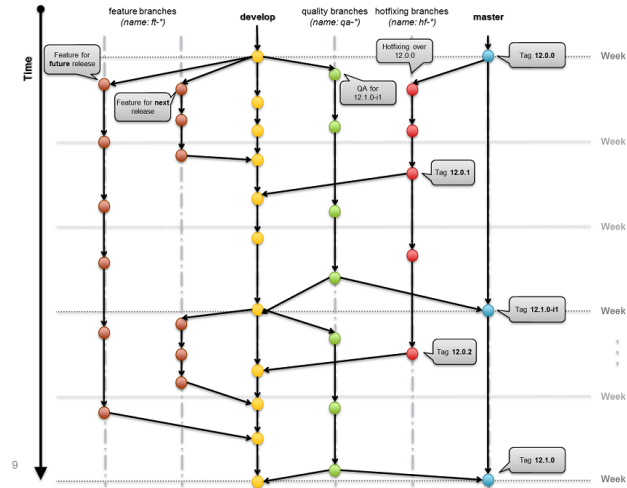 feature branches
(name: ft-*)
develop
quality branches
(name: qa-*)
hotfixing branches
(name: hf-*)
master
Time
Feature for
future release
Feature for next
release
QA for
12.1.0-i1
Hotfixing over
12.0.0
Tag 12.0.0
Week
Week
Tag 12.0.1
Week
Tag 12.1.0-i1
Week
Tag 12.0.2
Week
Tag 12.1.0
Week
9